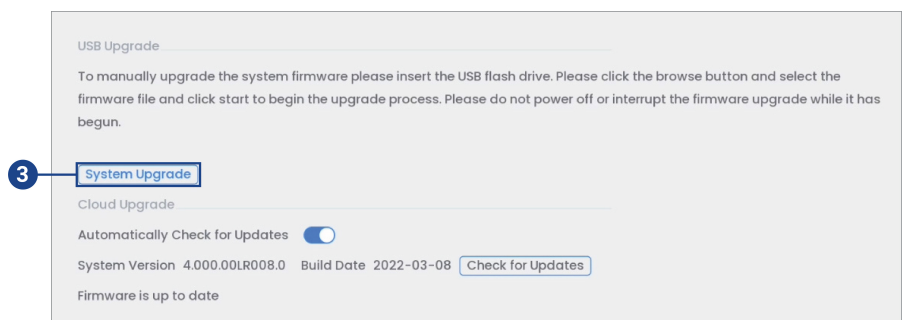 USB Upgrade
To manually upgrade the system firmware please insert the USB flash drive. Please click the browse button and select the
firmware file and click start to begin the upgrade process. Please do not power off or interrupt the firmware upgrade while it has
begun.
3 System Upgrade
Cloud Upgrade
Automatically Check for Updates
System Version 4.000.00LR008.0 Build Date 2022-03-08 Check for Updates
Firmware is up to date